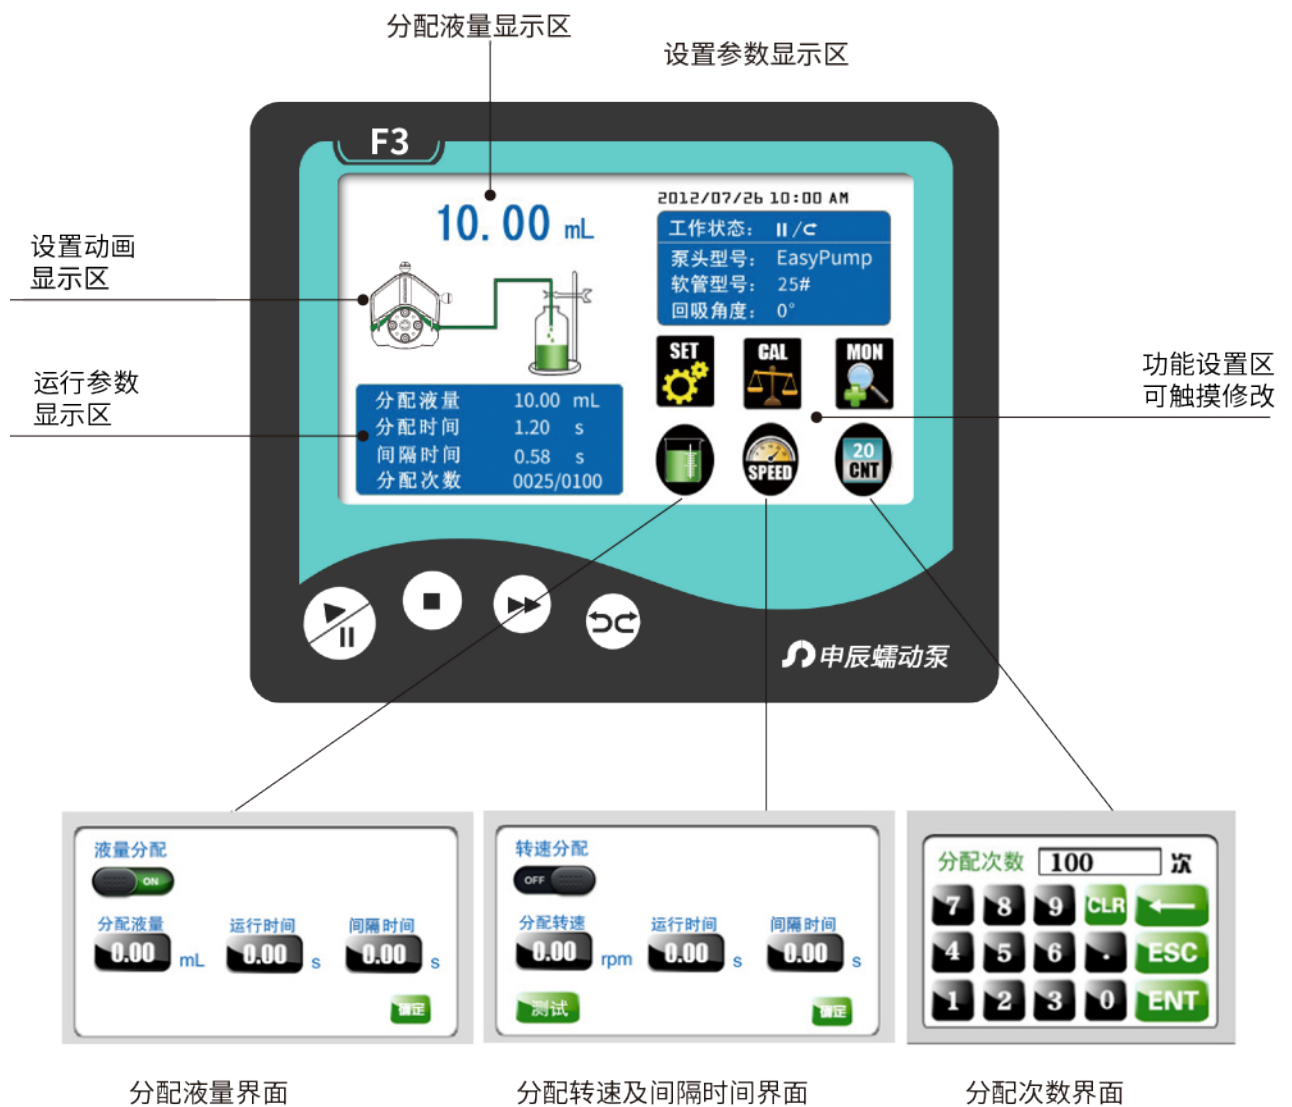 分配液量显示区
设置参数显示区
F3
10.00 mL
2012/07/26 10:00 AM
工作状态： /
泵头型号： EasyPump
软管型号： 25#
回吸角度： 0°
设置动画
显示区
SET
CAL
MON
功能设置区
可触摸修改
运行参数
显示区
分配液量 10.00 mL
分配时间 1.20 s
间隔时间 0.58 s
分配次数 0025/0100
SPEED
20
CNT
申辰蠕动泵
液量分配
ON
分配液量 运行时间 间隔时间
0.00 mL 0.00 s 0.00 s
确定
转速分配
OFF
分配转速 运行时间 间隔时间
0.00 rpm 0.00 s 0.00 s
测试 确定
分配次数 100 次
7 8 9 CLR
4 5 6 . ESC
1 2 3 0 ENT
分配液量界面
分配转速及间隔时间界面
分配次数界面